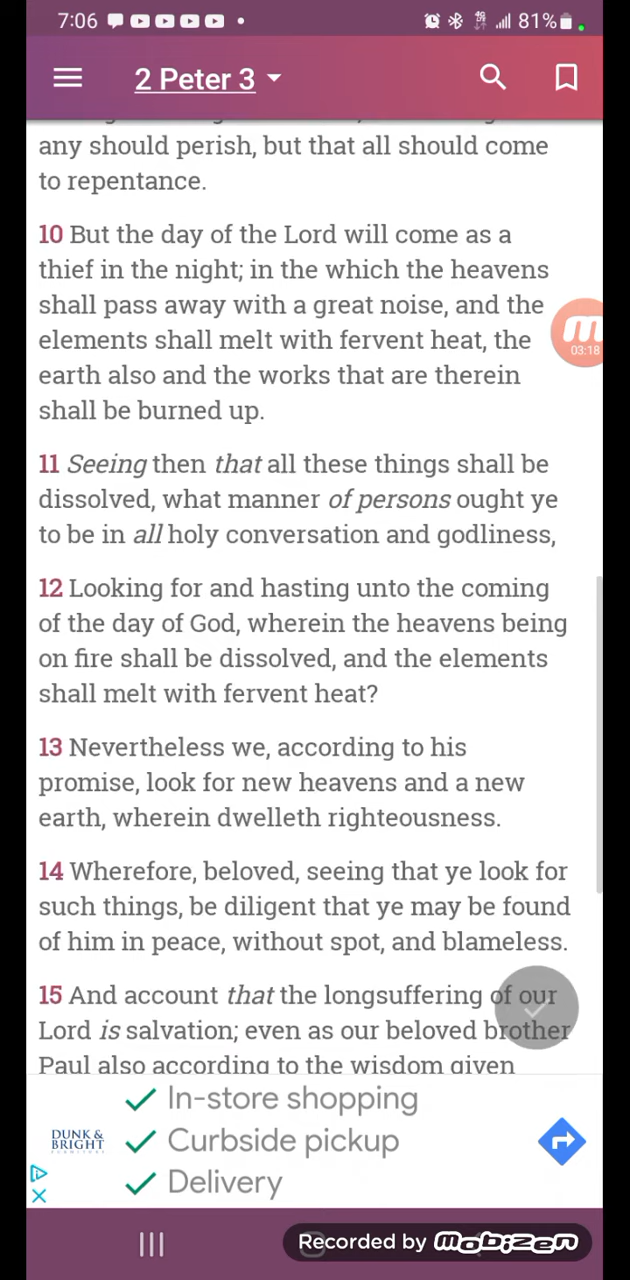 7:06
81%
2 Peter 3
any should perish, but that all should come
to repentance.
10 But the day of the Lord will come as a
thief in the night; in the which the heavens
shall pass away with a great noise, and the
elements shall melt with fervent heat, the
earth also and the works that are therein
shall be burned up.
03:18
11 Seeing then that all these things shall be
dissolved, what manner of persons ought ye
to be in all holy conversation and godliness,
12 Looking for and hasting unto the coming
of the day of God, wherein the heavens being
on fire shall be dissolved, and the elements
shall melt with fervent heat?
13 Nevertheless we, according to his
promise, look for new heavens and a new
earth, wherein dwelleth righteousness.
14 Wherefore, beloved, seeing that ye look for
such things, be diligent that ye may be found
of him in peace, without spot, and blameless.
15 And account that the longsuffering of our
Lord is salvation; even as our beloved brother
Paul also according to the wisdom given
In-store shopping
DUNK &
BRIGHT
FURNITURE
Curbside pickup
Delivery
Recorded by mobizen